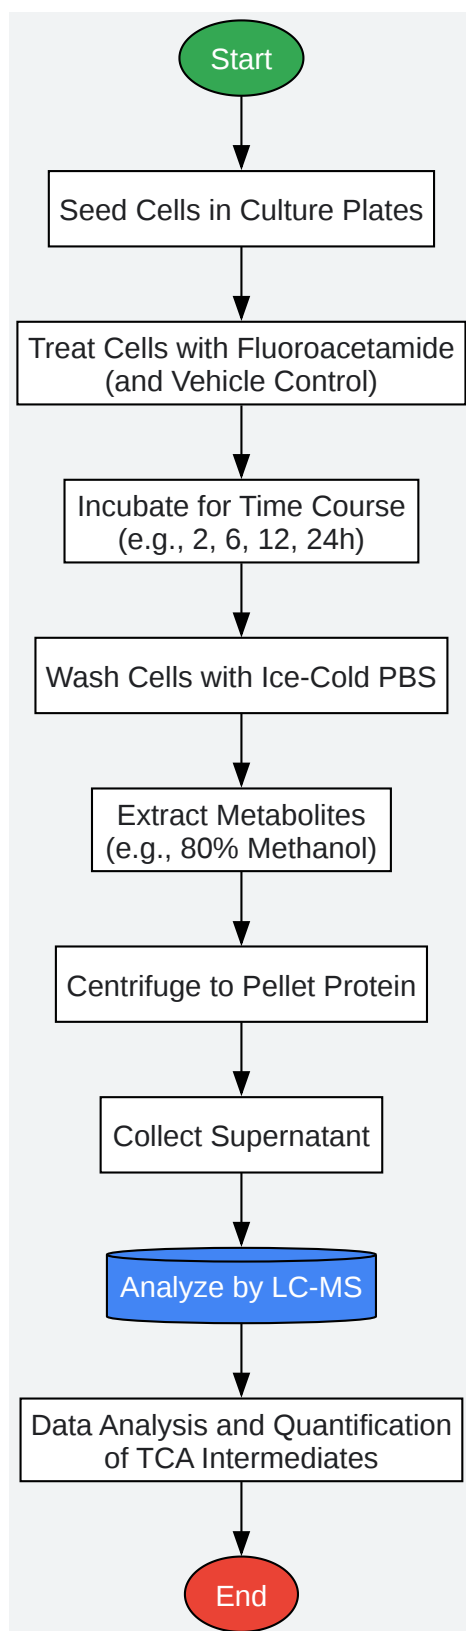 Start
Seed Cells in Culture Plates
Treat Cells with Fluoroacetamide
(and Vehicle Control)
Incubate for Time Course
(e.g., 2, 6, 12, 24h)
Wash Cells with Ice-Cold PBS
Extract Metabolites
(e.g., 80% Methanol)
Centrifuge to Pellet Protein
Collect Supernatant
Analyze by LC-MS
Data Analysis and Quantification
of TCA Intermediates
End